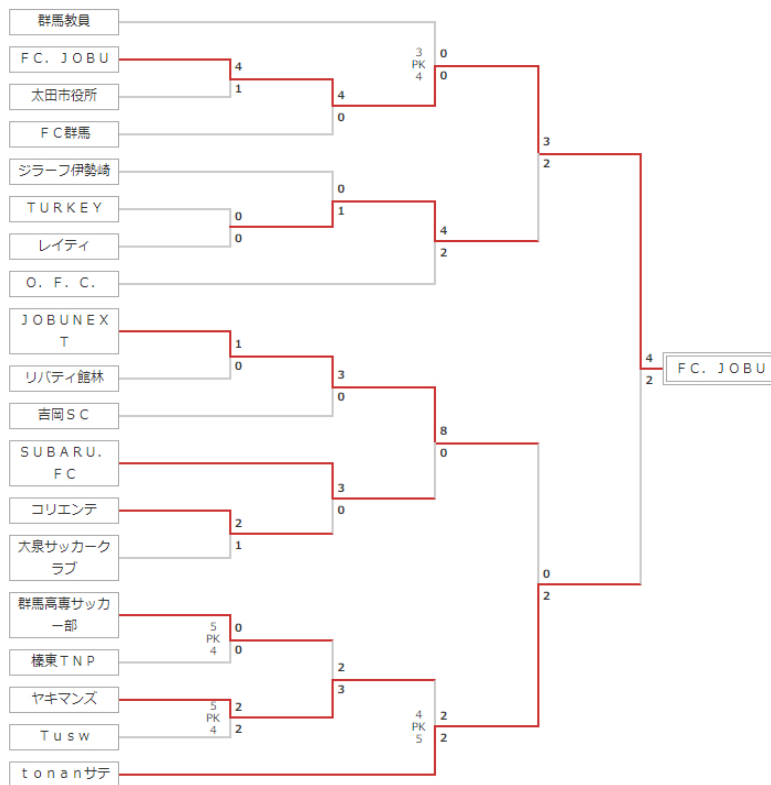 群馬教員
ＦＣ．ＪＯＢＵ
太田市役所
ＦＣ群馬
ジラーフ伊勢崎
ＴＵＲＫＥＹ
レイティ
Ｏ．Ｆ．Ｃ．
ＪＯＢＵＮＥＸ
Ｔ
リバティ館林
吉岡ＳＣ
ＳＵＢＡＲＵ．
ＦＣ
コリエンテ
大泉サッカーク
ラブ
群馬高専サッカ
ー部
榛東ＴＮＰ
ヤキマンズ
Ｔｕｓｗ
ｔｏｎａｎサテ
4
1
0
0
1
0
2
1
5
PK
4
0
0
5
PK
4
2
2
4
0
0
1
3
0
3
0
2
3
3
PK
4
0
0
4
2
8
0
4
PK
5
2
2
3
2
0
2
4
2
ＦＣ．ＪＯＢＵ